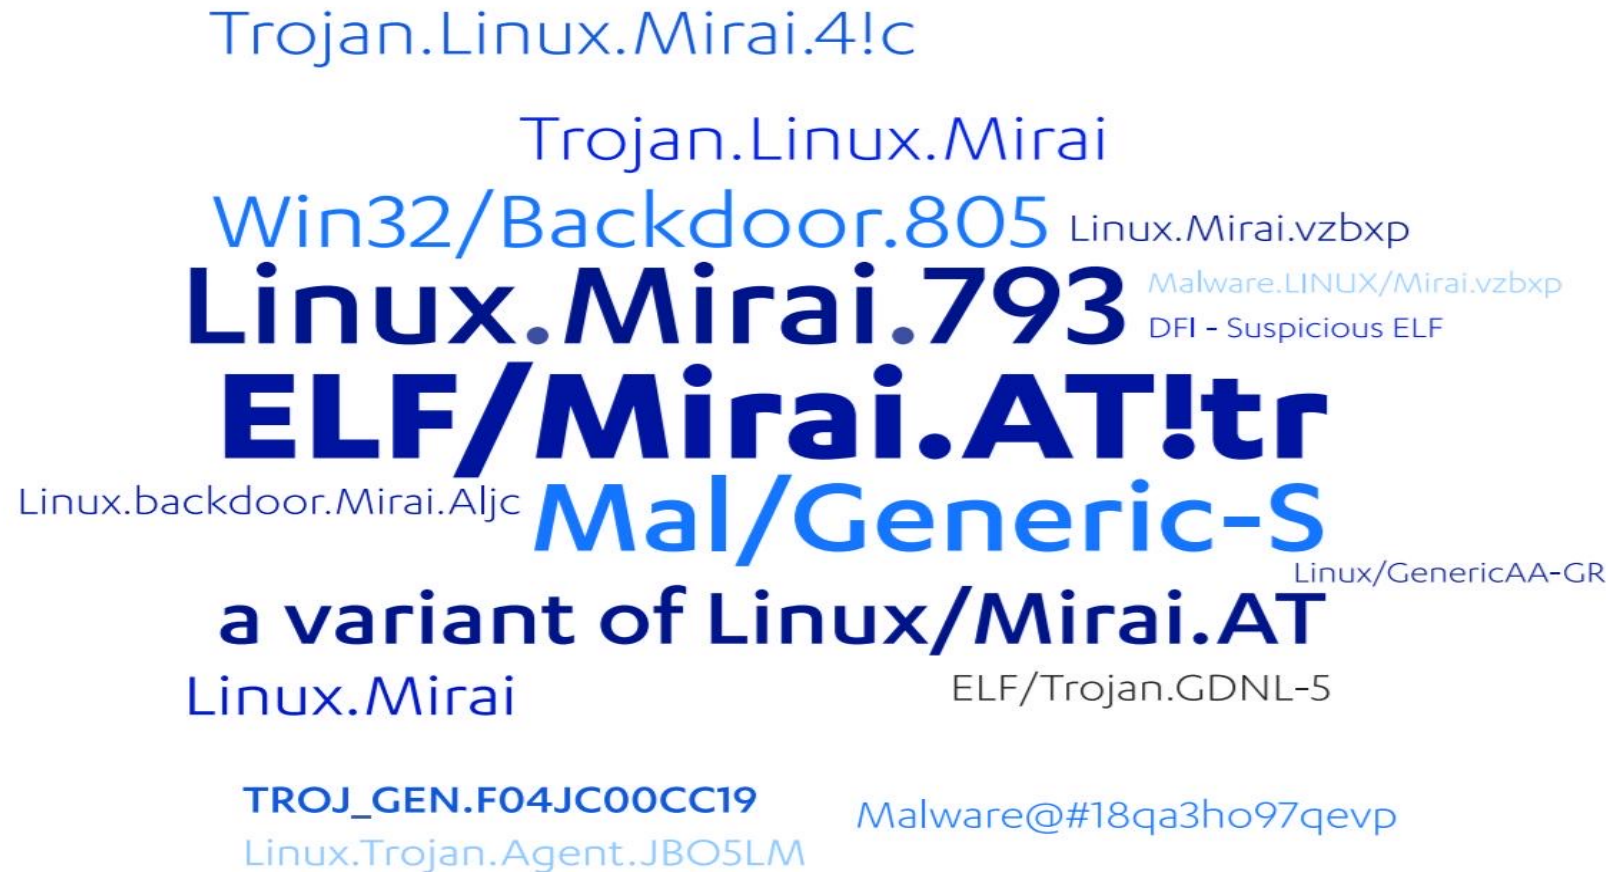 Trojan.Linux.Mirai.4!c
Trojan.Linux.Mirai
Win32/Backdoor.805
Linux.Mirai.vzbxp
Linux.Mirai.793
Malware.LINUX/Mirai.vzbxp
DFI - Suspicious ELF
ELF/Mirai.AT!tr
Linux.backdoor.Mirai.Aljc
Mal/Generic-S
Linux/GenericAA-GR
a variant of Linux/Mirai.AT
Linux.Mirai
ELF/Trojan.GDNL-5
TROJ_GEN.F04JC00CC19
Malware@#18qa3ho97qevp
Linux.Trojan.Agent.JBO5LM